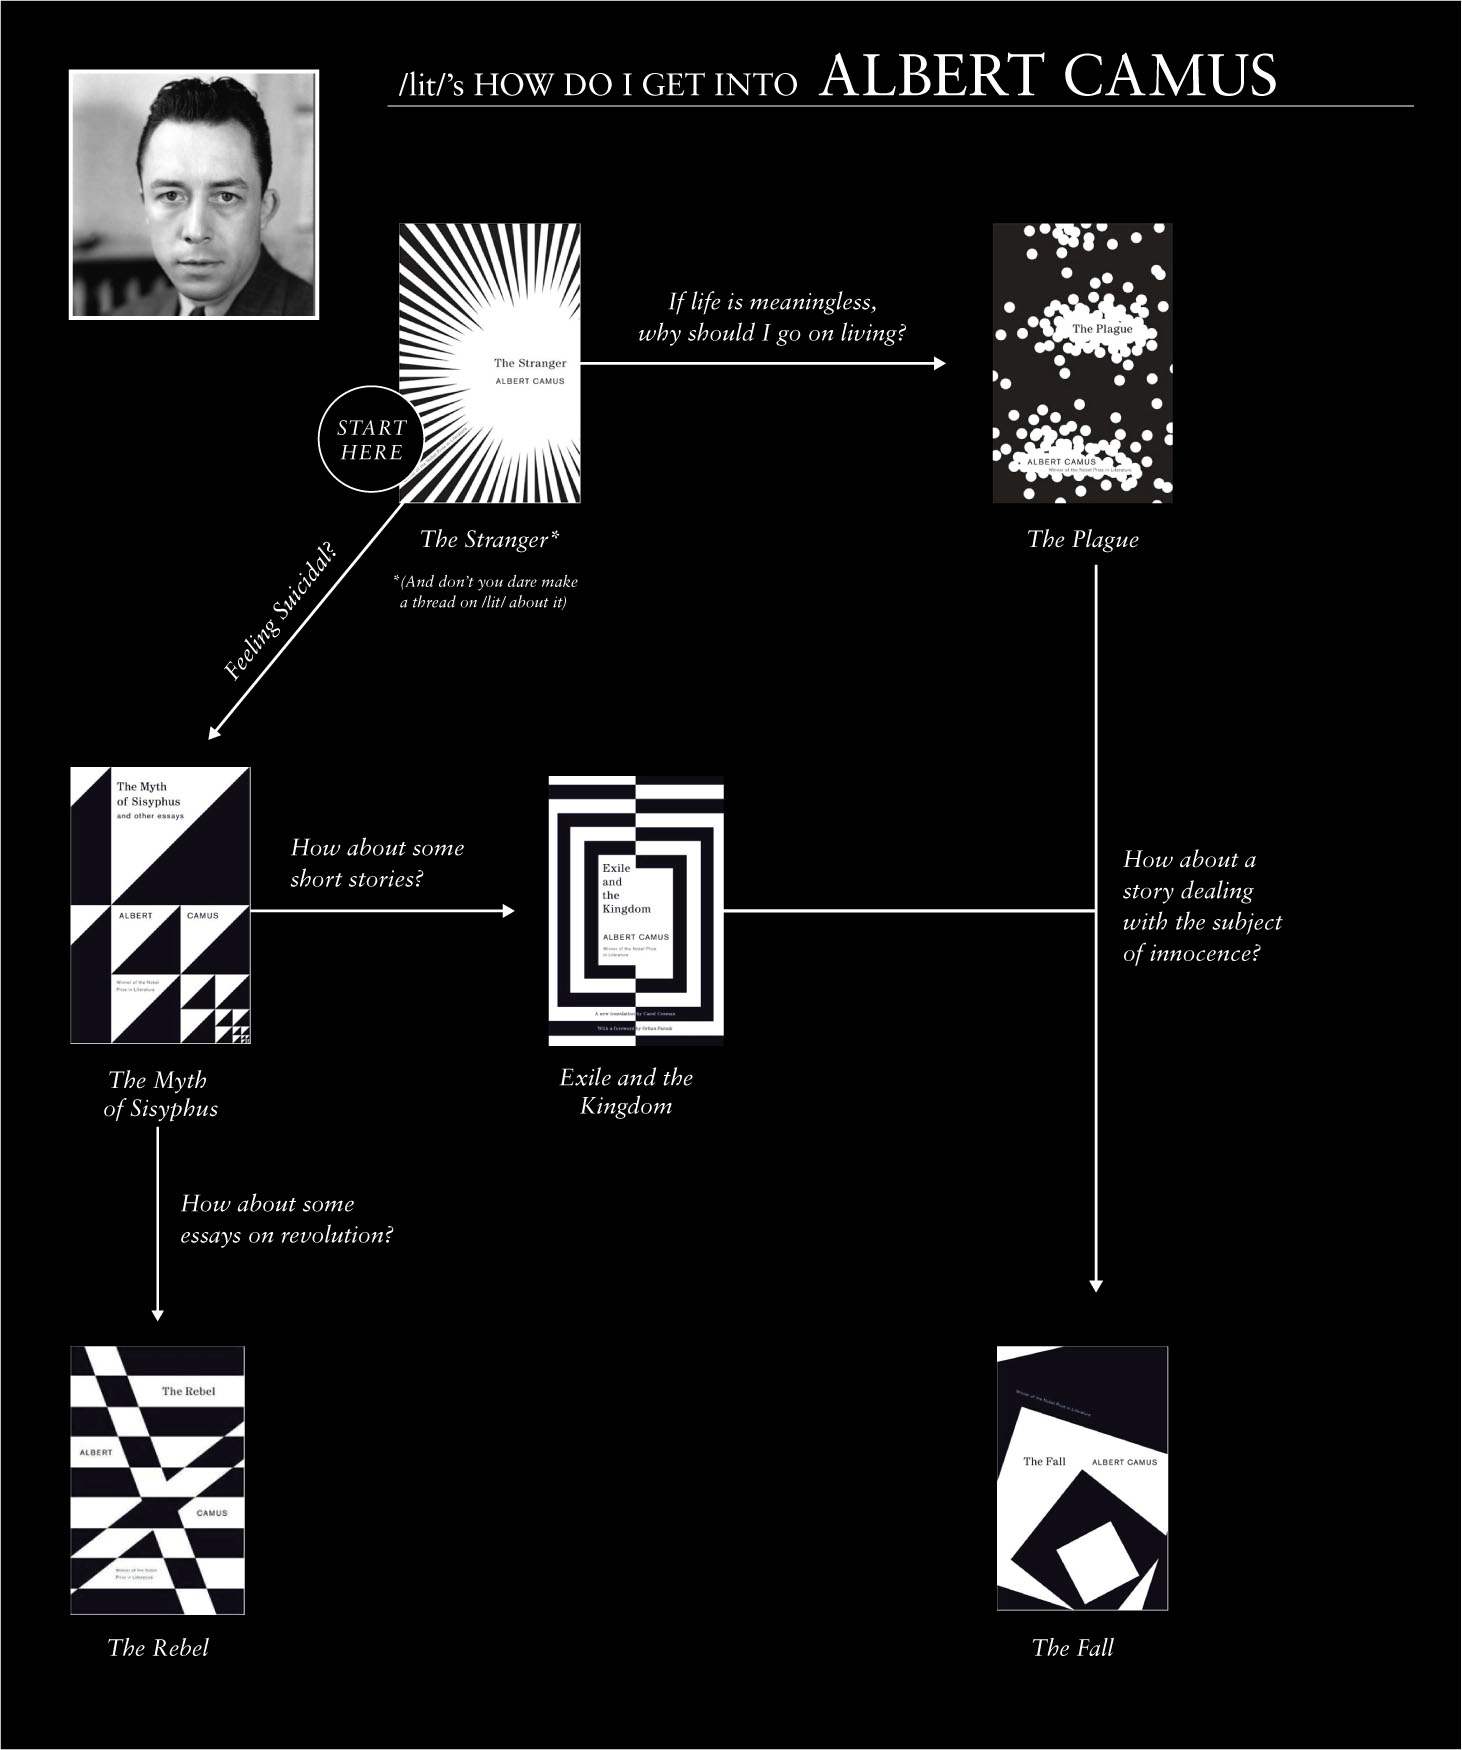 /lit/'s HOW DO I GET INTO ALBERT CAMUS
If life is meaningless,
why should I go on living?
The Stranger
ALBERT CAMUS
The Plague
ALBERT CAMUS
Winner of the Nobel Prize in Literature
START
HERE
The Stranger*
*(And don't you dare make
a thread on /lit/ about it)
The Plague
Feeling Suicidal?
The Myth
of Sisyphus
and other essays
ALBERT CAMUS
Winner of the Nobel
Prize in Literature
How about some
short stories?
Exile
and
the
Kingdom
ALBERT CAMUS
Winner of the Nobel Prize
in Literature
A new translation by Carol Cosman
With a foreword by Orhan Pamuk
How about a
story dealing
with the subject
of innocence?
The Myth
of Sisyphus
Exile and the
Kingdom
How about some
essays on revolution?
The Rebel
ALBERT
CAMUS
Winner of the Nobel
Prize in Literature
Winner of the Nobel Prize in Literature
The Fall ALBERT CAMUS
The Rebel
The Fall